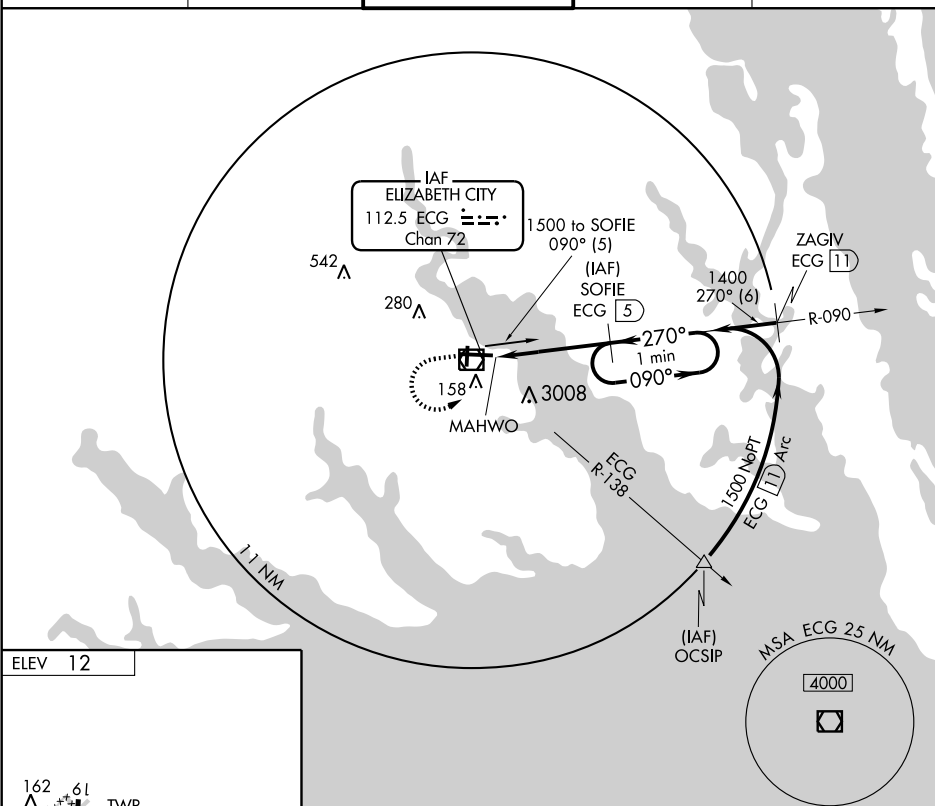 IAF
ELIZABETH CITY
112.5 ECG
Chan 72
1500 to SOFIE
090° (5)
(IAF)
SOFIE
ECG 5
1400
270° (6)
ZAGIV
ECG 11
R-090
542
280
270°
1 min
090°
158
3008
MAHWO
ECG
R-138
1500 NoPT
ECG 11 Arc
11 NM
(IAF)
OCSIP
MSA ECG 25 NM
4000
ELEV 12
162
19
TWR